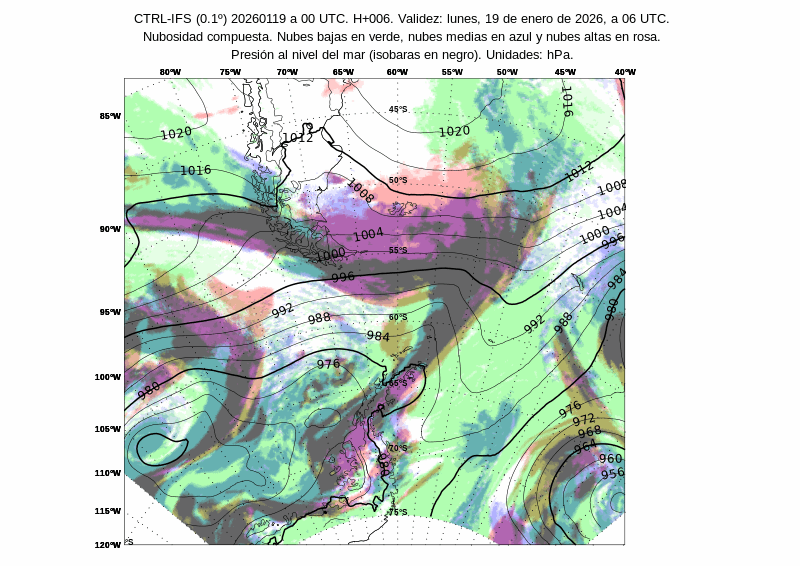 CTRL-IFS (0.1º) 20260119 a 00 UTC. H+006. Validez: lunes, 19 de enero de 2026, a 06 UTC.
Nubosidad compuesta. Nubes bajas en verde, nubes medias en azul y nubes altas en rosa.
Presión al nivel del mar (isobaras en negro). Unidades: hPa.
80°W 75°W 70°W 65°W 60°W 55°W 50°W 45°W 40°W
1016
45°S
85°W
1020 1012 1020
1016 1012
50°S
1008 1008
1004
90°W
1004 1000
996
55°S
1000
996 984
992 980
95°W
988 60°S 992 988
984
976
100°W
980 65°S
976
972
105°W
968
70°S 964
980 960
110°W
956
115°W 75°S
120°W °S